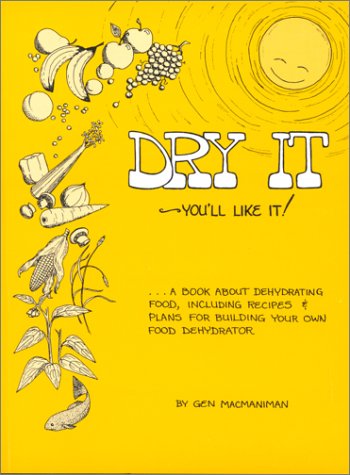 DRY IT
YOU'LL LIKE IT!
...A BOOK ABOUT DEHYDRATING
FOOD, INCLUDING RECIPES &
PLANS FOR BUILDING YOUR OWN
FOOD DEHYDRATOR
BY GEN MACMANIMAN